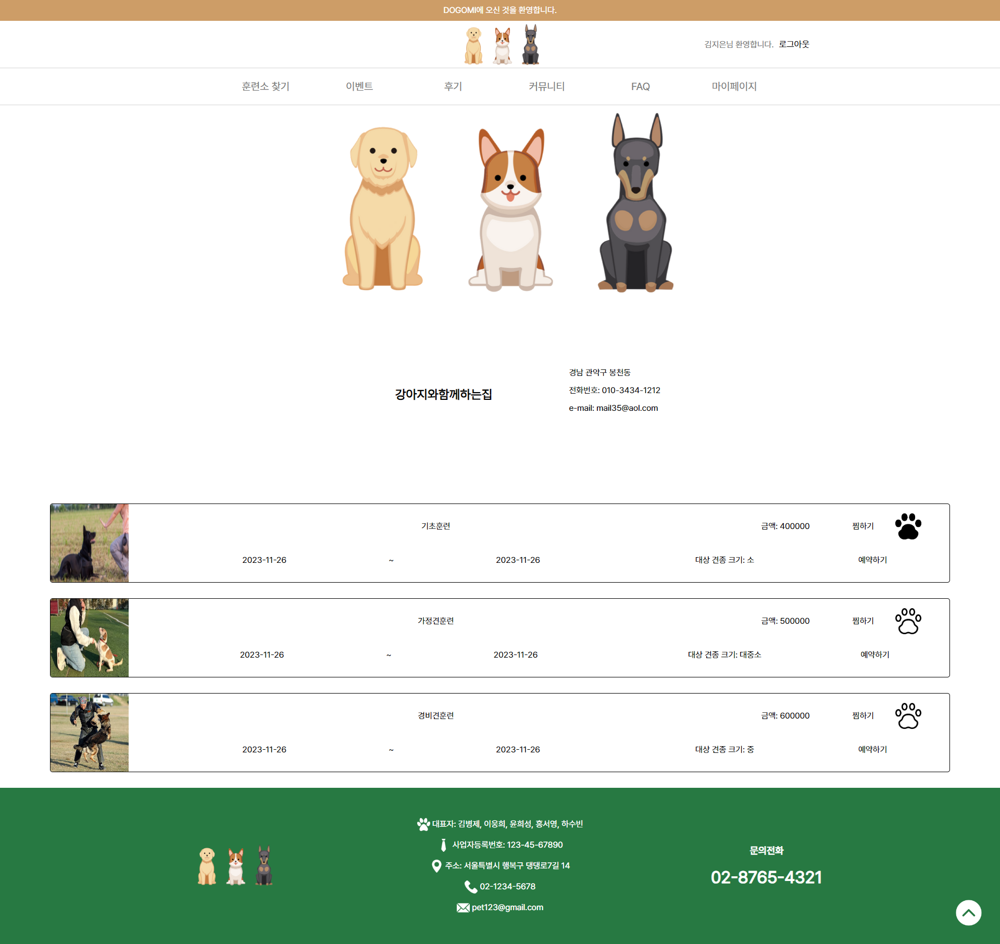 DOGOMI에 오신 것을 환영합니다.
김지은님 환영합니다. 로그아웃
훈련소 찾기 이벤트 후기 커뮤니티 FAQ 마이페이지
강아지와함께하는집
경남 관악구 봉천동
전화번호: 010-3434-1212
e-mail: mail35@aol.com
기초훈련 금액: 400000 찜하기
2023-11-26 ~ 2023-11-26 대상 견종 크기: 소 예약하기
가정견훈련 금액: 500000 찜하기
2023-11-26 ~ 2023-11-26 대상 견종 크기: 대중소 예약하기
경비견훈련 금액: 600000 찜하기
2023-11-26 ~ 2023-11-26 대상 견종 크기: 중 예약하기
대표자: 김병제, 이웅희, 윤희성, 홍서영, 하수빈
사업자등록번호: 123-45-67890
주소: 서울특별시 행복구 댕댕로7길 14
02-1234-5678
pet123@gmail.com
문의전화
02-8765-4321